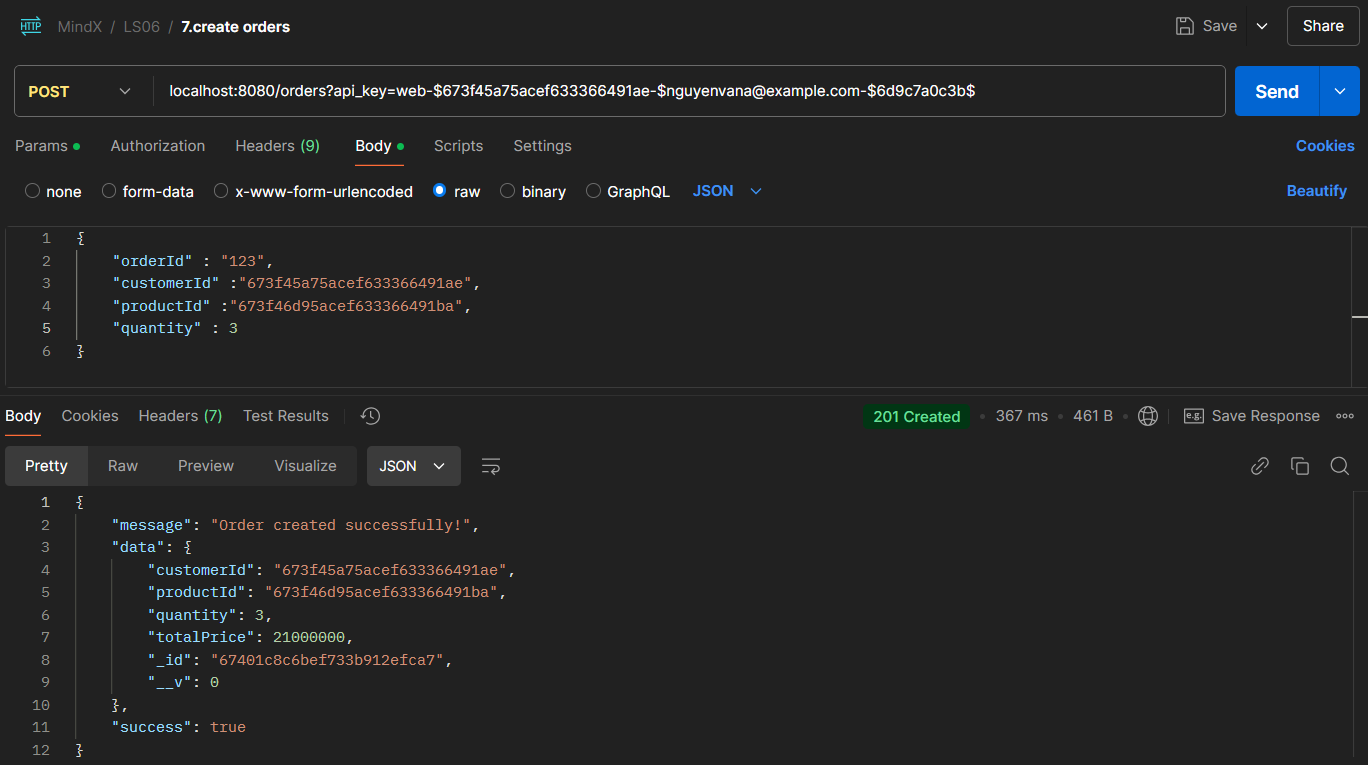 HTTP MindX / LS06 / 7.create orders Save Share
POST localhost:8080/orders?api_key=web-$673f45a75acef633366491ae-$nguyenvana@example.com-$6d9c7a0c3b$ Send
Params Authorization Headers (9) Body Scripts Settings Cookies
none form-data x-www-form-urlencoded raw binary GraphQL JSON Beautify
1 {
2 "orderId" : "123",
3 "customerId" :"673f45a75acef633366491ae",
4 "productId" :"673f46d95acef633366491ba",
5 "quantity" : 3
6 }
Body Cookies Headers (7) Test Results 201 Created • 367 ms • 461 B • e.g. Save Response
Pretty Raw Preview Visualize JSON
1 {
2 "message": "Order created successfully!",
3 "data": {
4 "customerId": "673f45a75acef633366491ae",
5 "productId": "673f46d95acef633366491ba",
6 "quantity": 3,
7 "totalPrice": 21000000,
8 "_id": "67401c8c6bef733b912efca7",
9 "__v": 0
10 },
11 "success": true
12 }